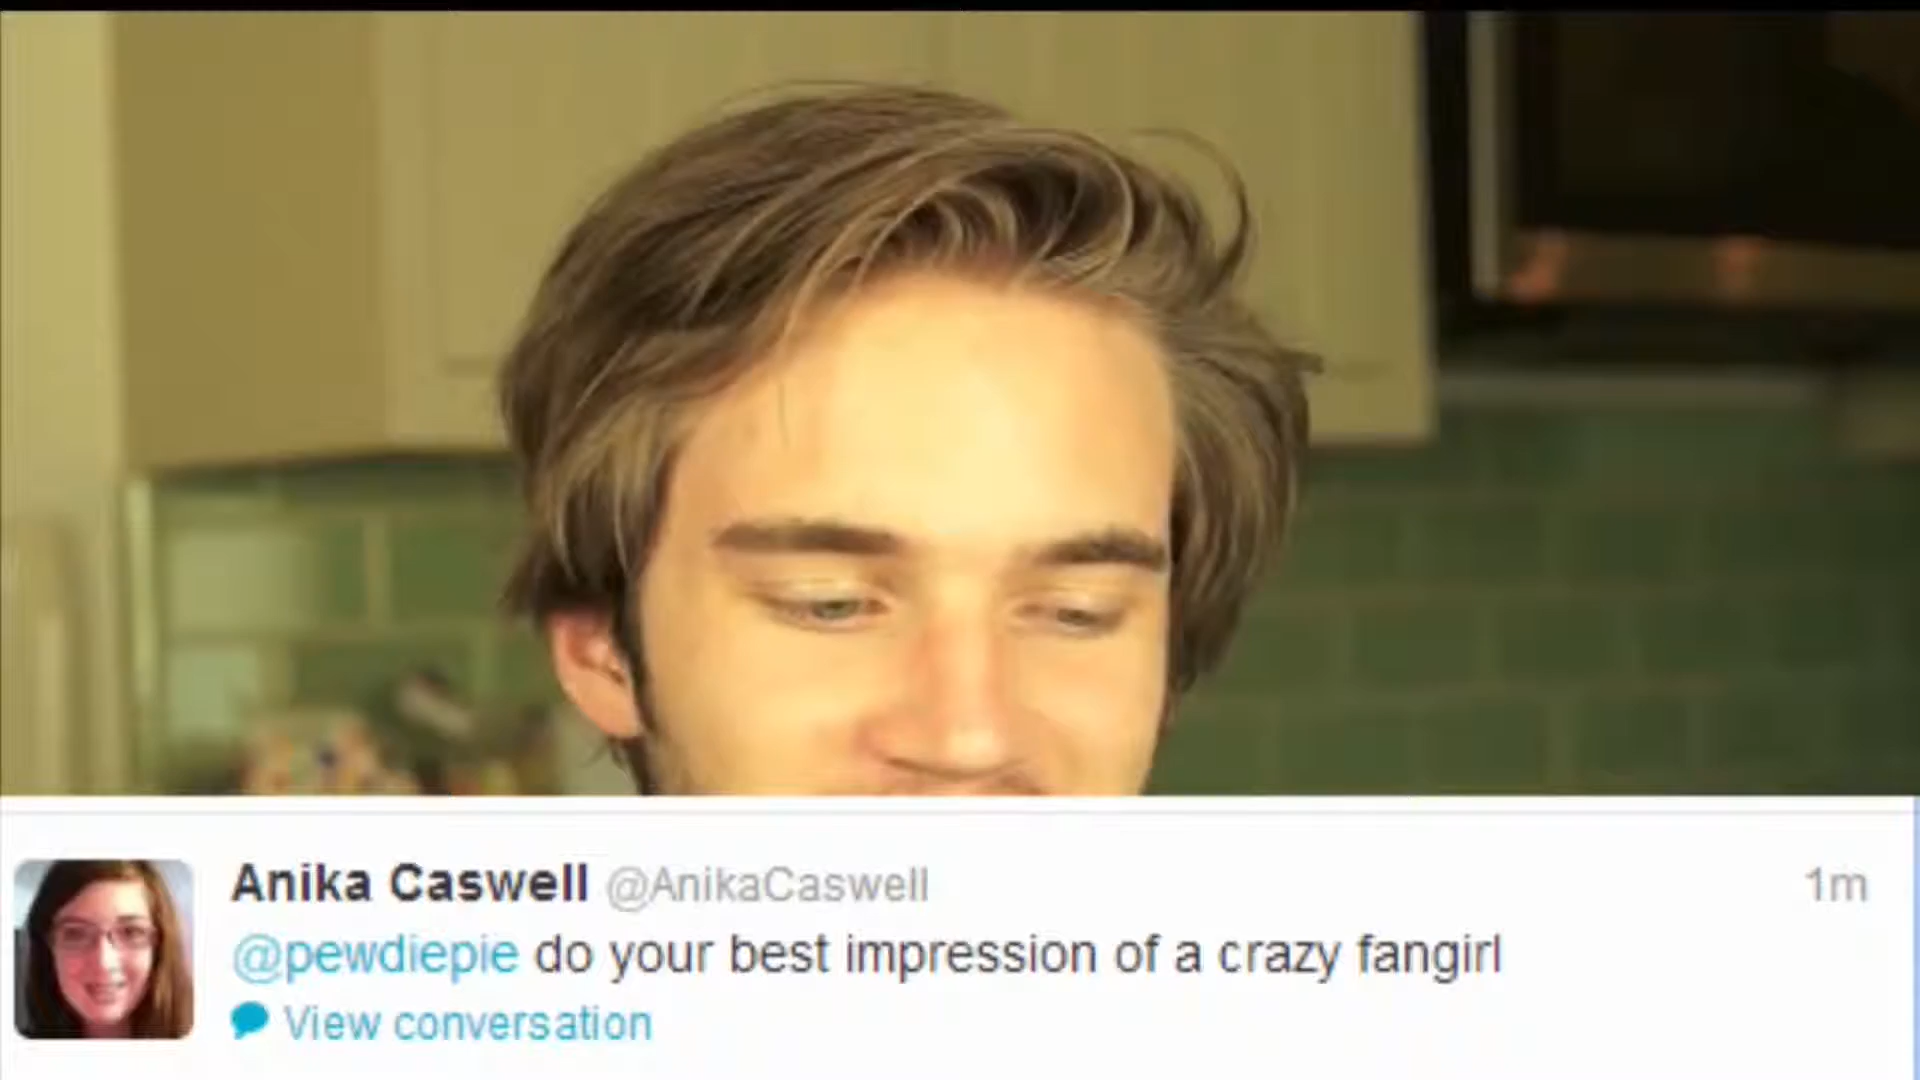 Anika Caswell @AnikaCaswell 1m
@pewdiepie do your best impression of a crazy fangirl
View conversation